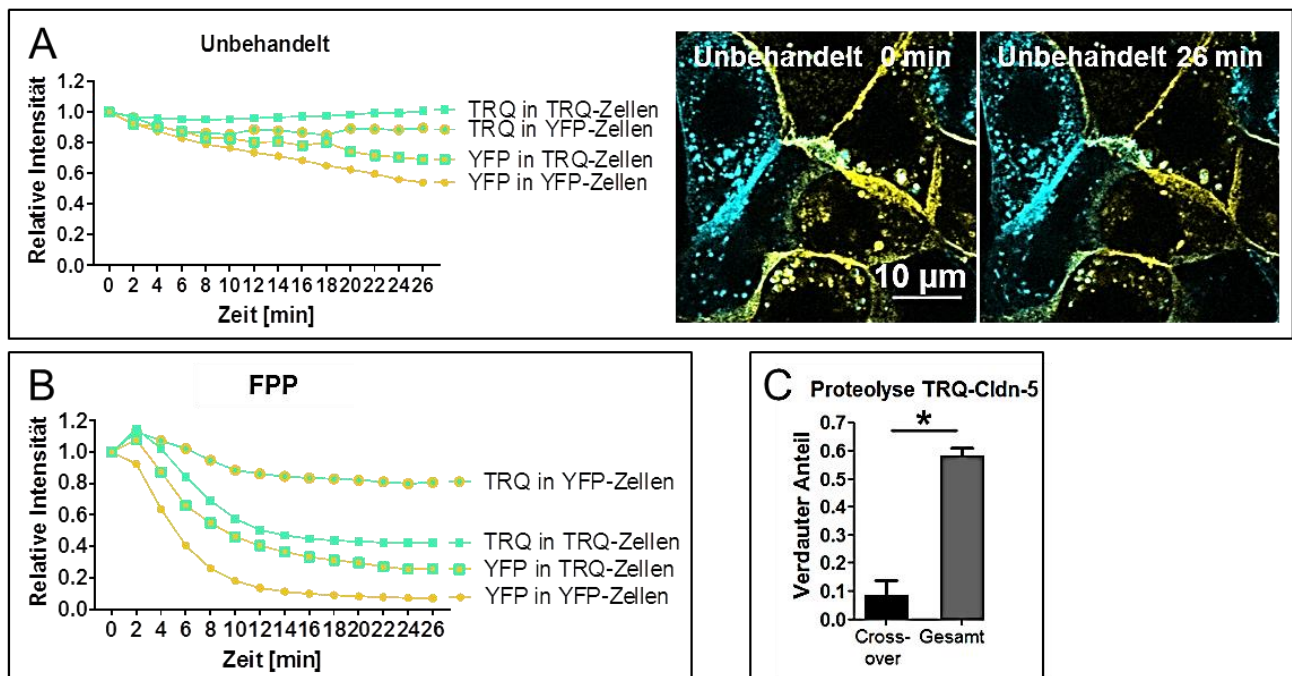 A
Unbehandelt
Relative Intensität
1.2
1.0
0.8
0.6
0.4
0.2
0.0
0 2 4 6 8 10 12 14 16 18 20 22 24 26
Zeit [min]
TRQ in TRQ-Zellen
TRQ in YFP-Zellen
YFP in TRQ-Zellen
YFP in YFP-Zellen
Unbehandelt 0 min
10 µm
Unbehandelt 26 min
B
FPP
Relative Intensität
1.2
1.0
0.8
0.6
0.4
0.2
0.0
0 2 4 6 8 10 12 14 16 18 20 22 24 26
Zeit [min]
TRQ in YFP-Zellen
TRQ in TRQ-Zellen
YFP in TRQ-Zellen
YFP in YFP-Zellen
C
Proteolyse TRQ-Cldn-5
*
Verdauter Anteil
0.7
0.6
0.5
0.4
0.3
0.2
0.1
0.0
Cross-
over
Gesamt